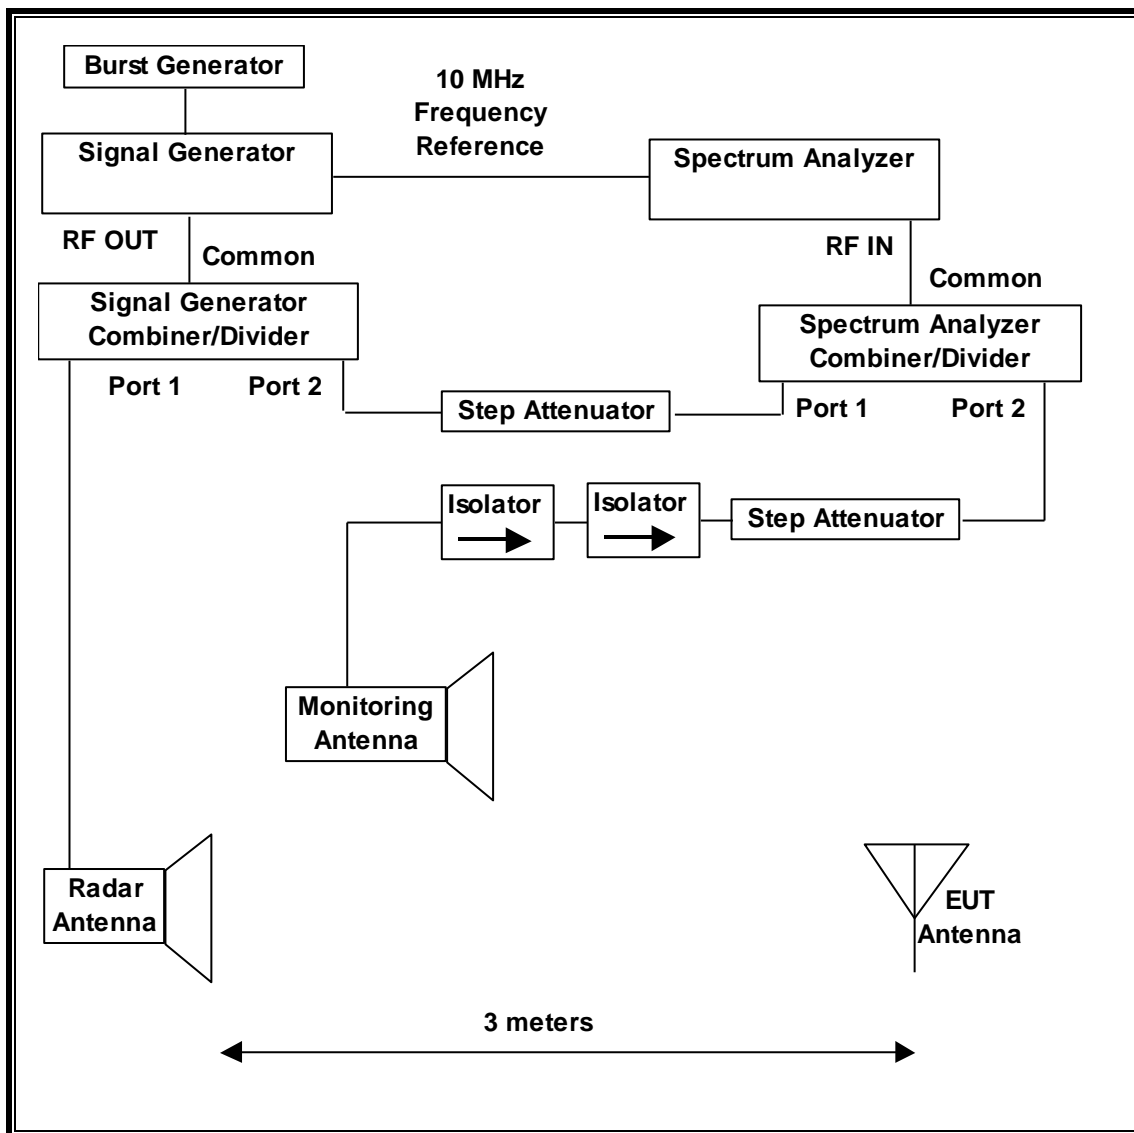 Burst Generator
10 MHz
Frequency
Reference
Signal Generator
Spectrum Analyzer
RF OUT
Common
RF IN
Common
Signal Generator
Combiner/Divider
Spectrum Analyzer
Combiner/Divider
Port 1
Port 2
Step Attenuator
Port 1
Port 2
Isolator
Isolator
Step Attenuator
Monitoring
Antenna
Radar
Antenna
EUT
Antenna
3 meters